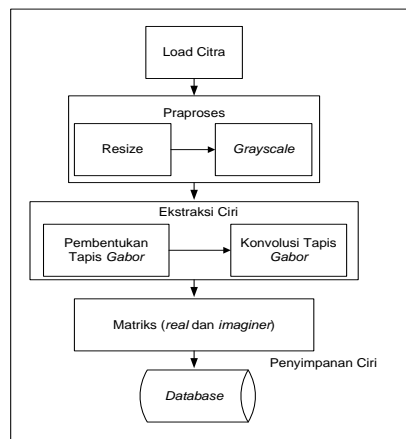 Load Citra
Praproses
Resize
Grayscale
Ekstraksi Ciri
Pembentukan
Tapis Gabor
Konvolusi Tapis
Gabor
Matriks (real dan imaginer)
Penyimpanan Ciri
Database